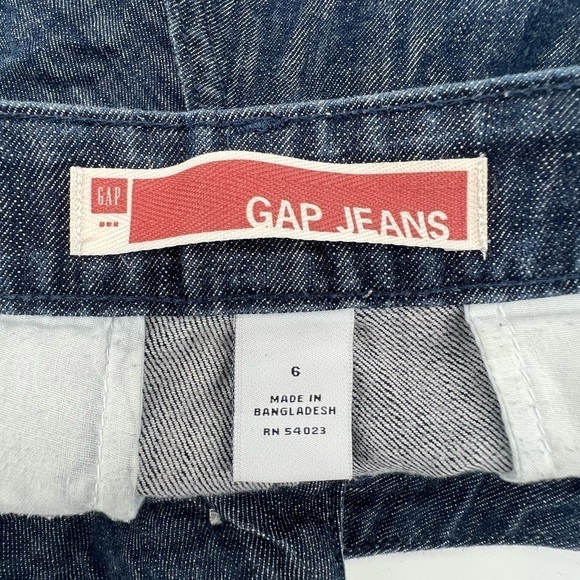 GAP
GAP JEANS
6
MADE IN
BANGLADESH
RN 54023